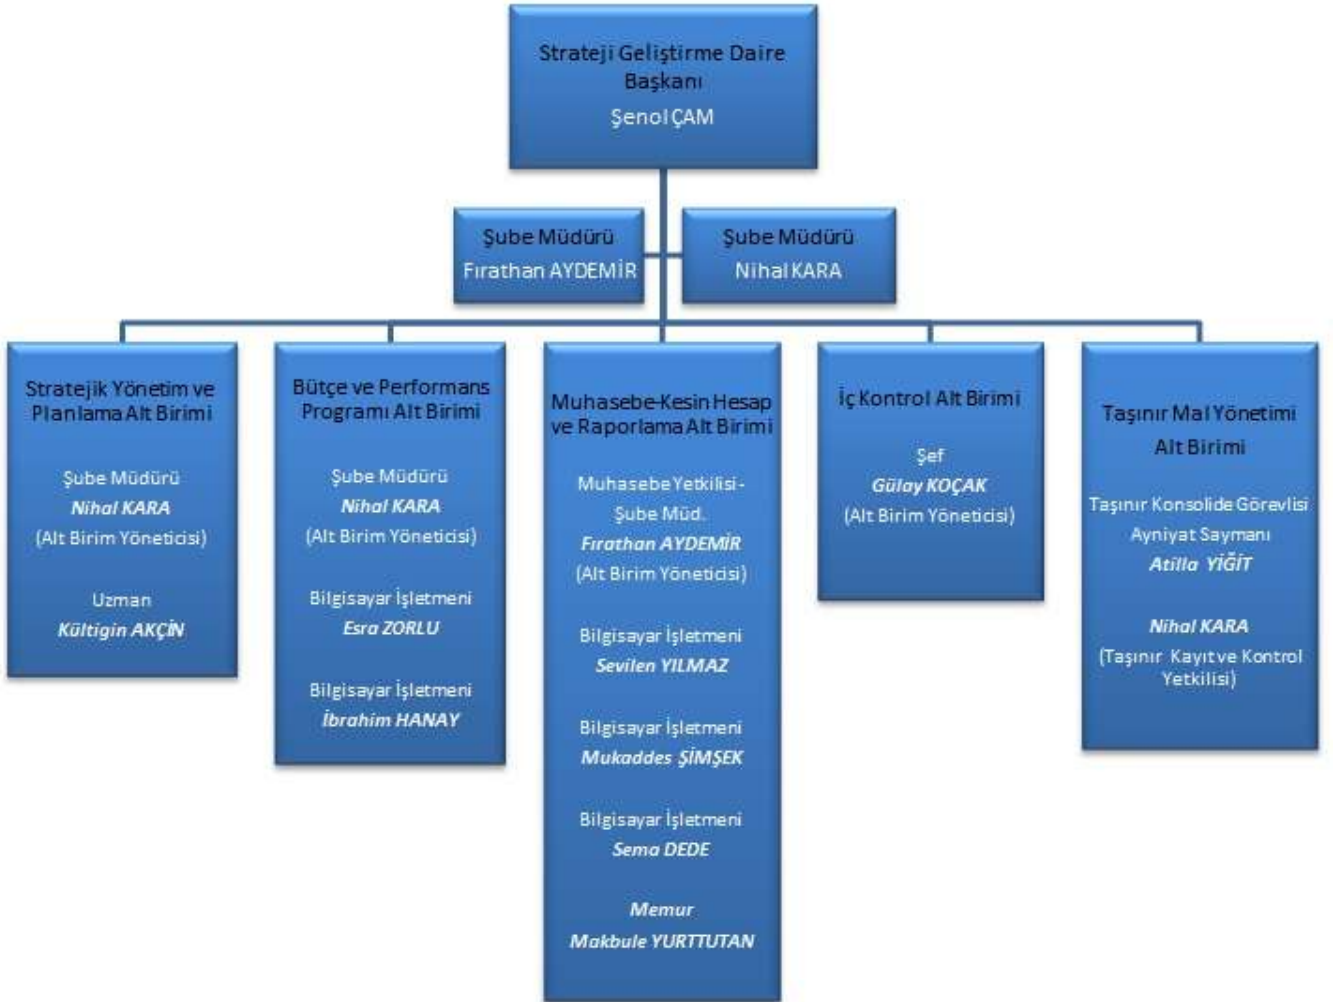 Strateji Geliştirme Daire
Başkanı
Şenol ÇAM
Şube Müdürü
Fırathan AYDEMİR
Şube Müdürü
Nihal KARA
Stratejik Yönetim ve
Planlama Alt Birimi
Şube Müdürü
Nihal KARA
(Alt Birim Yöneticisi)
Uzman
Kültigin AKÇİN
Bütçe ve Performans
Programı Alt Birimi
Şube Müdürü
Nihal KARA
(Alt Birim Yöneticisi)
Bilgisayar İşletmeni
Esra ZORLU
Bilgisayar İşletmeni
İbrahim HANAY
Muhasebe-Kesin Hesap
ve Raporlama Alt Birimi
Muhasebe Yetkilisi-
Şube Müd.
Fırathan AYDEMİR
(Alt Birim Yöneticisi)
Bilgisayar İşletmeni
Sevilen YILMAZ
Bilgisayar İşletmeni
Mukaddes ŞİMŞEK
Bilgisayar İşletmeni
Sema DEDE
Memur
Makbule YURTTUTAN
İç Kontrol Alt Birimi
Şef
Gülay KOÇAK
(Alt Birim Yöneticisi)
Taşınır Mal Yönetimi
Alt Birimi
Taşınır Konsolide Görevlisi
Ayniyat Saymanı
Atilla YİĞİT
Nihal KARA
(Taşınır Kayıt ve Kontrol
Yetkilisi)